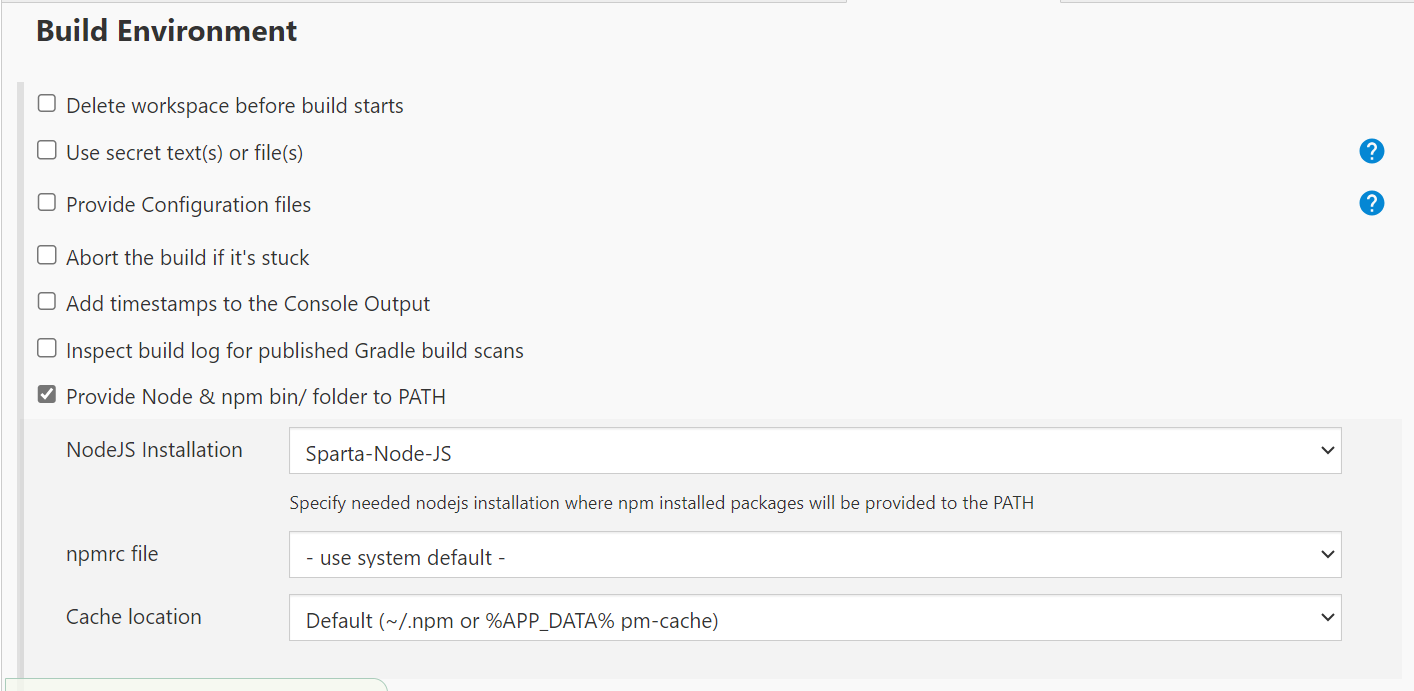 Build Environment
Delete workspace before build starts
Use secret text(s) or file(s)
?
Provide Configuration files
?
Abort the build if it's stuck
Add timestamps to the Console Output
Inspect build log for published Gradle build scans
Provide Node & npm bin/ folder to PATH
NodeJS Installation
Sparta-Node-JS
Specify needed nodejs installation where npm installed packages will be provided to the PATH
npmrc file
- use system default -
Cache location
Default (~/.npm or %APP_DATA% pm-cache)